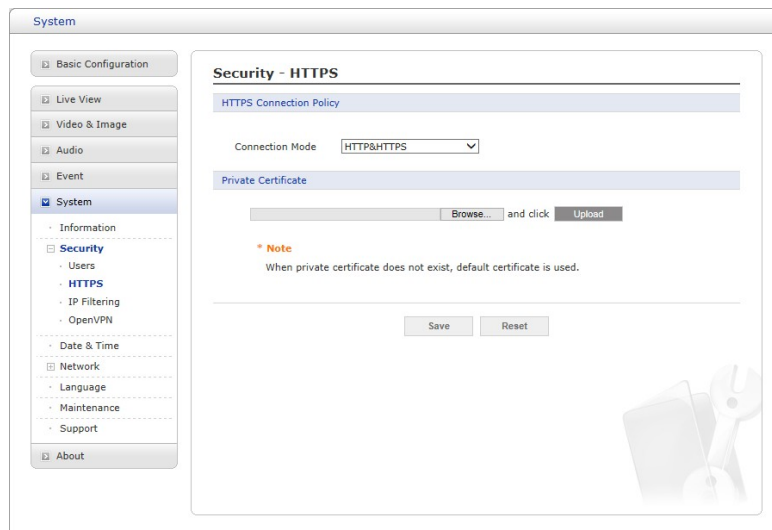 System
Basic Configuration
Live View
Video & Image
Audio
Event
System
Information
Security
Users
HTTPS
IP Filtering
OpenVPN
Date & Time
Network
Language
Maintenance
Support
About
Security - HTTPS
HTTPS Connection Policy
Connection Mode HTTP&HTTPS
Private Certificate
Browse... and click Upload
* Note
When private certificate does not exist, default certificate is used.
Save Reset